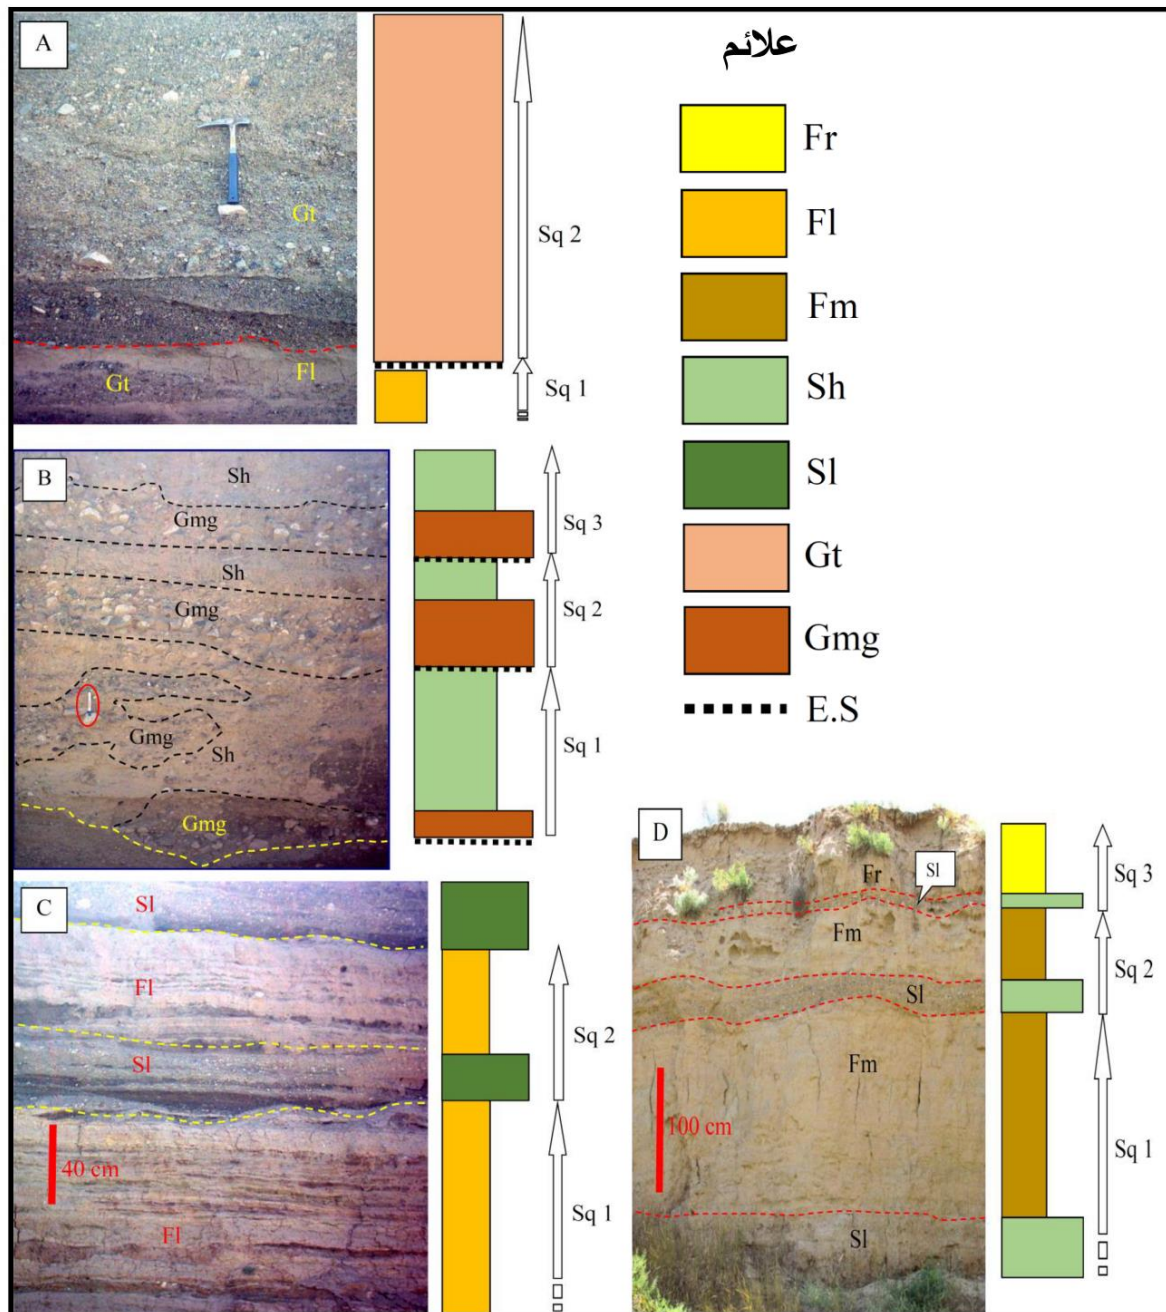 A
Gt
Gt
Fl
Sq 2
Sq 1
علائم
Fr
Fl
Fm
Sh
Sl
Gt
Gmg
E.S
B
Sh
Gmg
Sh
Gmg
Gmg
Sh
Gmg
Sq 3
Sq 2
Sq 1
C
Sl
Fl
Sl
40 cm
Fl
Sq 2
Sq 1
D
Fr
Sl
Fm
Sl
Fm
100 cm
Sl
Sq 3
Sq 2
Sq 1